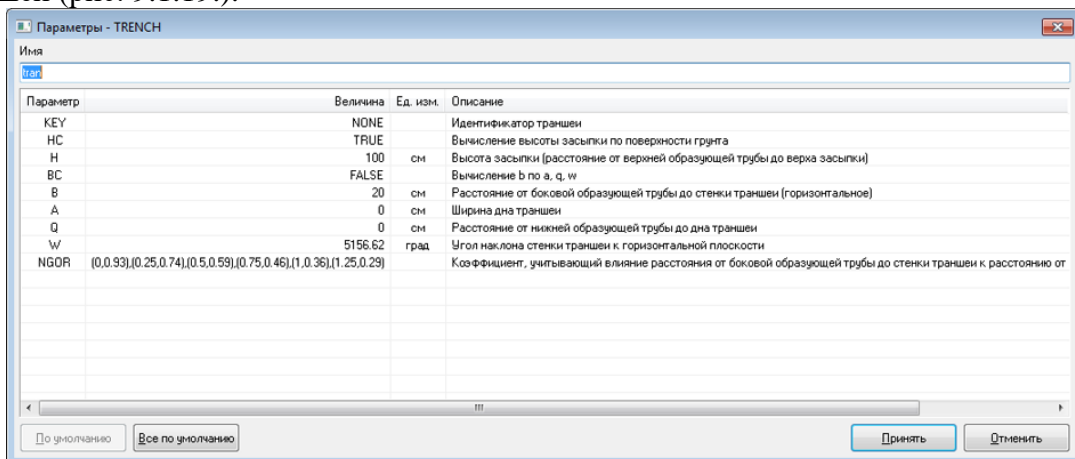 (рис. 9.1.19.).
Параметры - TRENCH
Имя
tran
Параметр Величина Ед. изм. Описание
KEY NONE Идентификатор траншеи
HC TRUE Вычисление высоты засыпки по поверхности грунта
H 100 см Высота засыпки (расстояние от верхней образующей трубы до верха засыпки)
BC FALSE Вычисление b по a, q, w
B 20 см Расстояние от боковой образующей трубы до стенки траншеи (горизонтальное)
A 0 см Ширина дна траншеи
Q 0 см Расстояние от нижней образующей трубы до дна траншеи
W 5156.62 град Угол наклона стенки траншеи к горизонтальной плоскости
NGOR (0,0.93),(0.25,0.74),(0.5,0.59),(0.75,0.46),(1,0.36),(1.25,0.29) Коэффициент, учитывающий влияние расстояния от боковой образующей трубы до стенки траншеи к расстоянию от
По умолчанию Все по умолчанию Принять Отменить